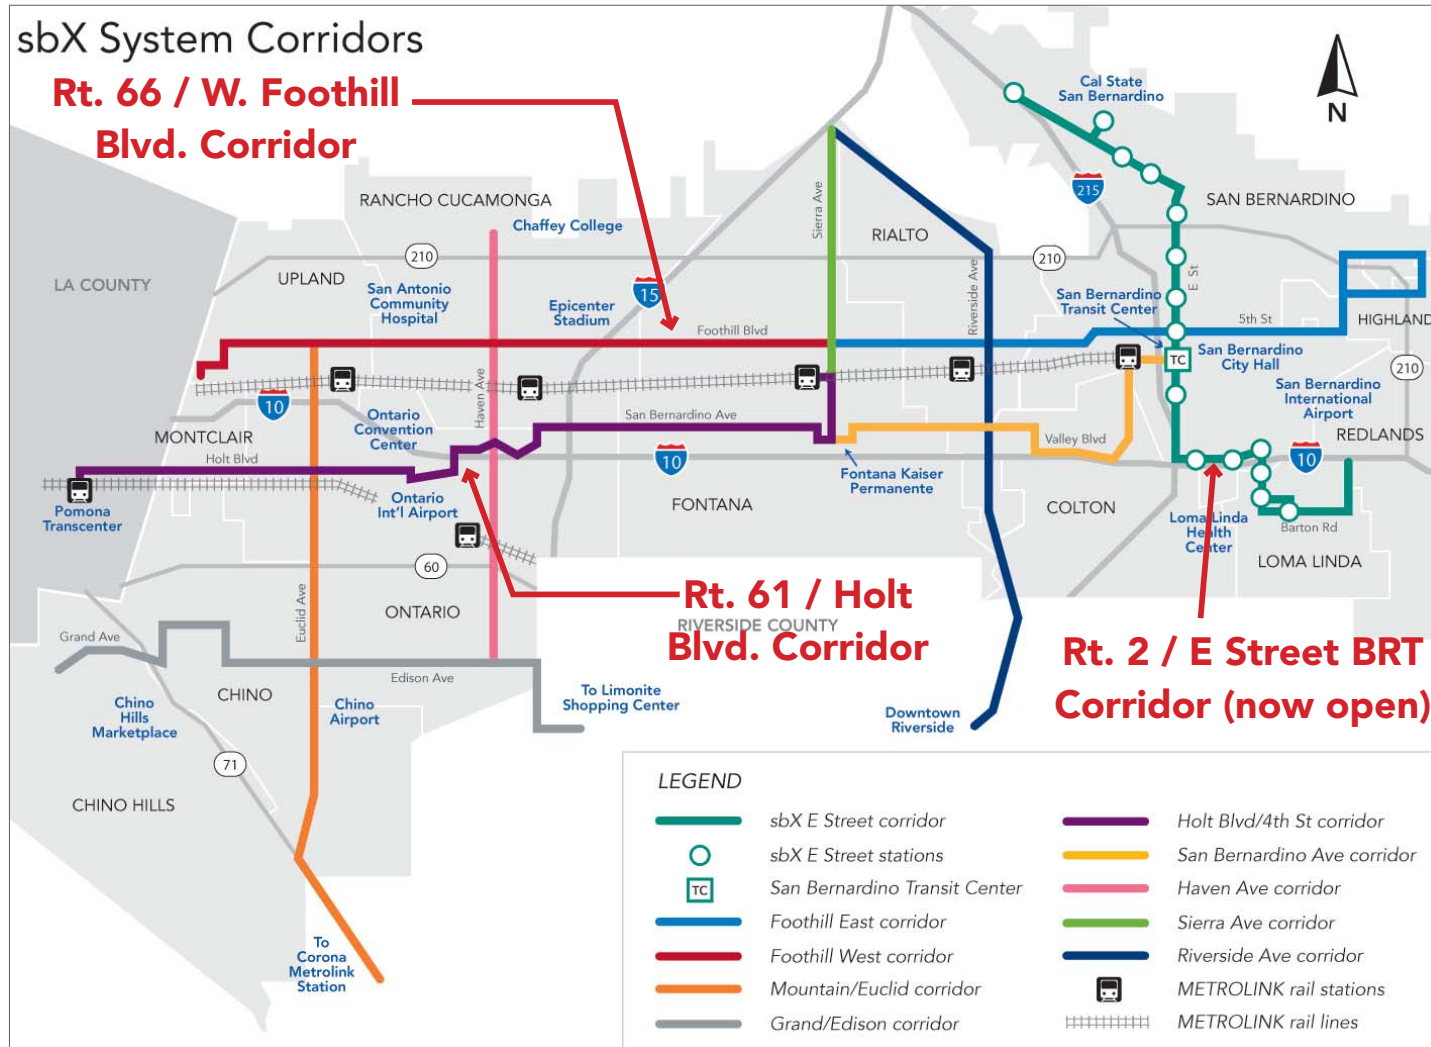 sbX System Corridors
Rt. 66 / W. Foothill
Blvd. Corridor
Cal State
San Bernardino
N
215
RANCHO CUCAMONGA
Chaffey College
Sierra Ave
RIALTO
SAN BERNARDINO
210
210
LA COUNTY
UPLAND
San Antonio
Community
Hospital
Epicenter
Stadium
15
Riverside Ave
San Bernardino
Transit Center
E St
5th St
HIGHLAND
Foothill Blvd
TC
San Bernardino
City Hall
210
San Bernardino
International
Airport
Haven Ave
10
Ontario
Convention
Center
San Bernardino Ave
MONTCLAIR
Holt Blvd
Valley Blvd
REDLANDS
10
10
Fontana Kaiser
Permanente
Pomona
Transcenter
Ontario
Int'l Airport
FONTANA
COLTON
Loma Linda
Health
Center
Barton Rd
LOMA LINDA
60
Euclid Ave
ONTARIO
Rt. 61 / Holt
RIVERSIDE COUNTY
Blvd. Corridor
Rt. 2 / E Street BRT
Corridor (now open)
Grand Ave
Edison Ave
CHINO
Chino
Hills
Marketplace
Chino
Airport
To Limonite
Shopping Center
Downtown
Riverside
71
CHINO HILLS
To
Corona
Metrolink
Station
LEGEND
sbX E Street corridor
sbX E Street stations
TC
San Bernardino Transit Center
Foothill East corridor
Foothill West corridor
Mountain/Euclid corridor
Grand/Edison corridor
Holt Blvd/4th St corridor
San Bernardino Ave corridor
Haven Ave corridor
Sierra Ave corridor
Riverside Ave corridor
METROLINK rail stations
METROLINK rail lines